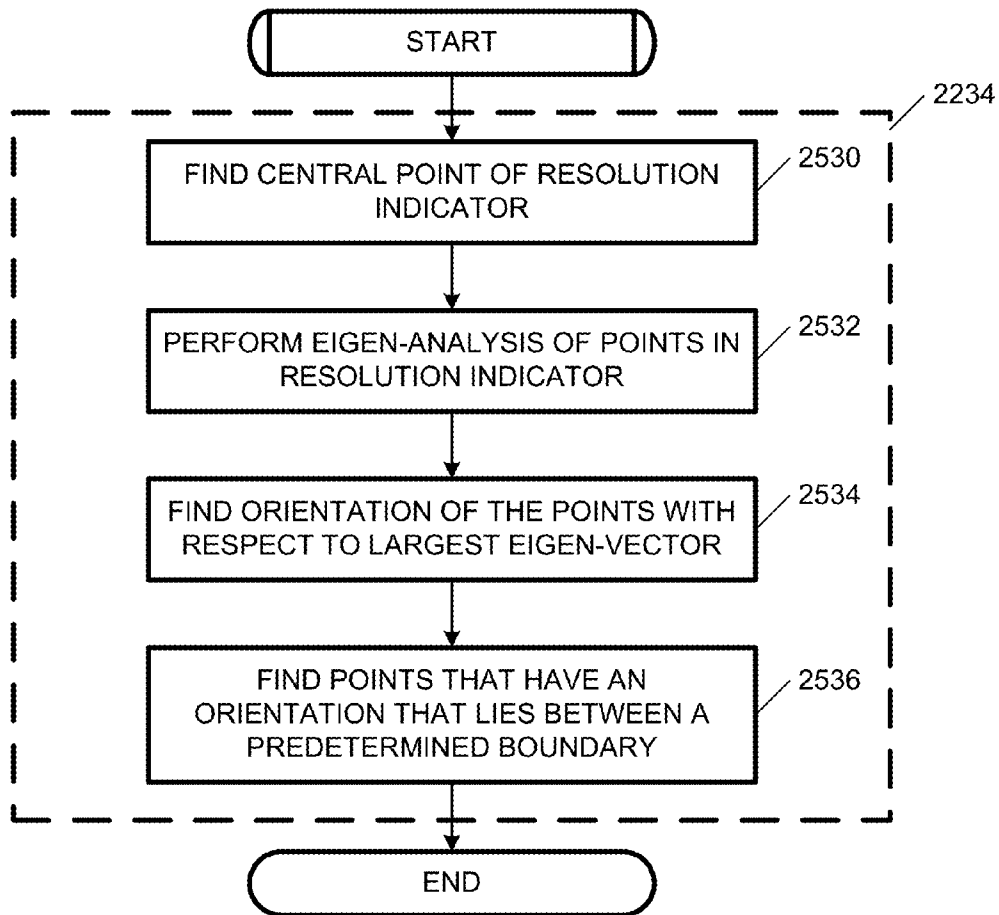 START
2234
FIND CENTRAL POINT OF RESOLUTION
INDICATOR
2530
PERFORM EIGEN-ANALYSIS OF POINTS IN
RESOLUTION INDICATOR
2532
FIND ORIENTATION OF THE POINTS WITH
RESPECT TO LARGEST EIGEN-VECTOR
2534
FIND POINTS THAT HAVE AN
ORIENTATION THAT LIES BETWEEN A
PREDETERMINED BOUNDARY
2536
END